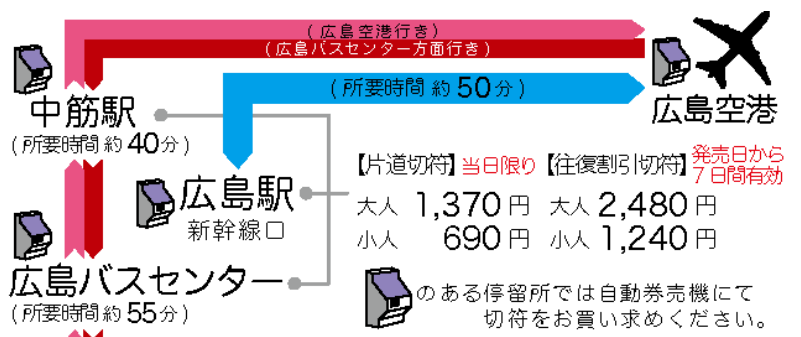 (広島空港行き)
(広島バスセンター方面行き)
(所要時間 約50分)
広島空港
中筋駅
(所要時間 約40分)
広島駅
新幹線口
【片道切符】当日限り
大人 1,370円
小人 690円
【往復割引切符】発売日から
7日間有効
大人 2,480円
小人 1,240円
広島バスセンター
(所要時間 約55分)
のある停留所では自動券売機にて
切符をお買い求めください。